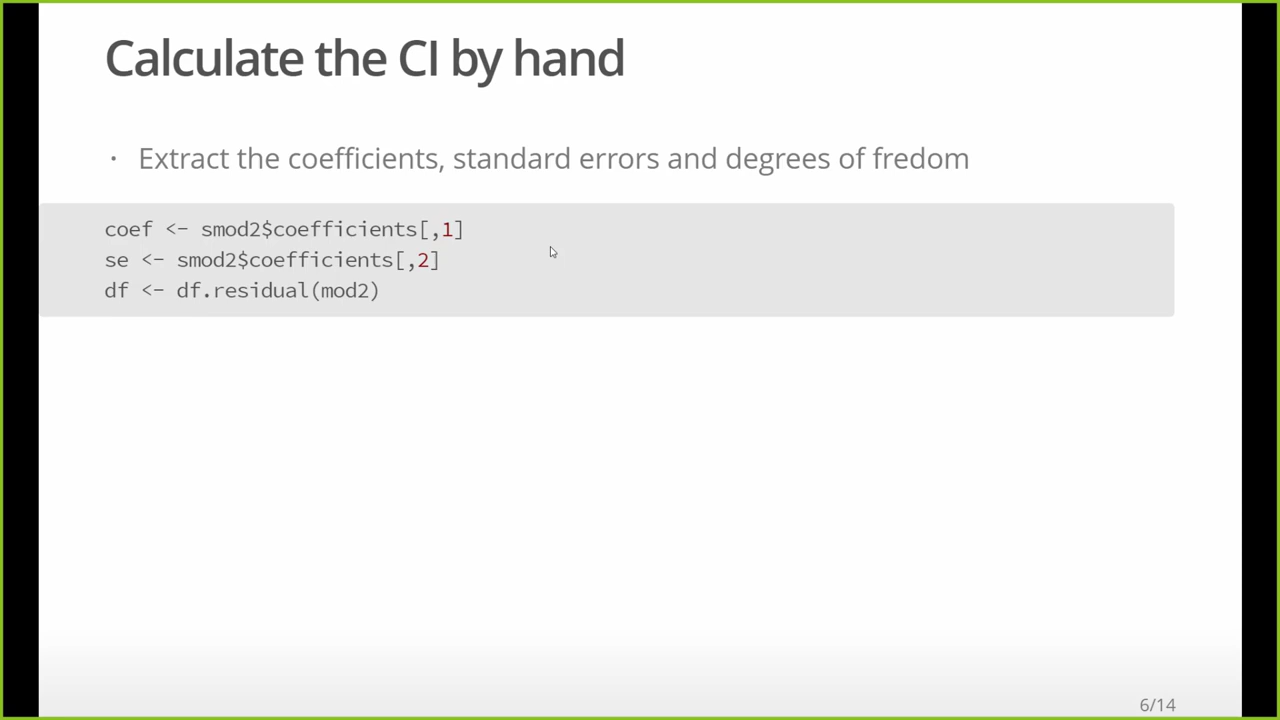 Calculate the CI by hand
• Extract the coefficients, standard errors and degrees of fredom
coef <- smod2$coefficients[,1]
se <- smod2$coefficients[,2]
df <- df.residual(mod2)
6/14